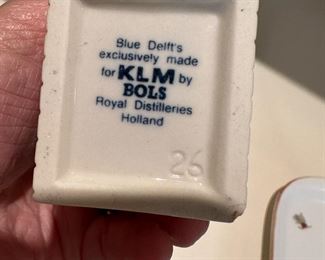 Blue Delft's
exclusively made
for KLM by
BOLS
Royal Distilleries
Holland
26